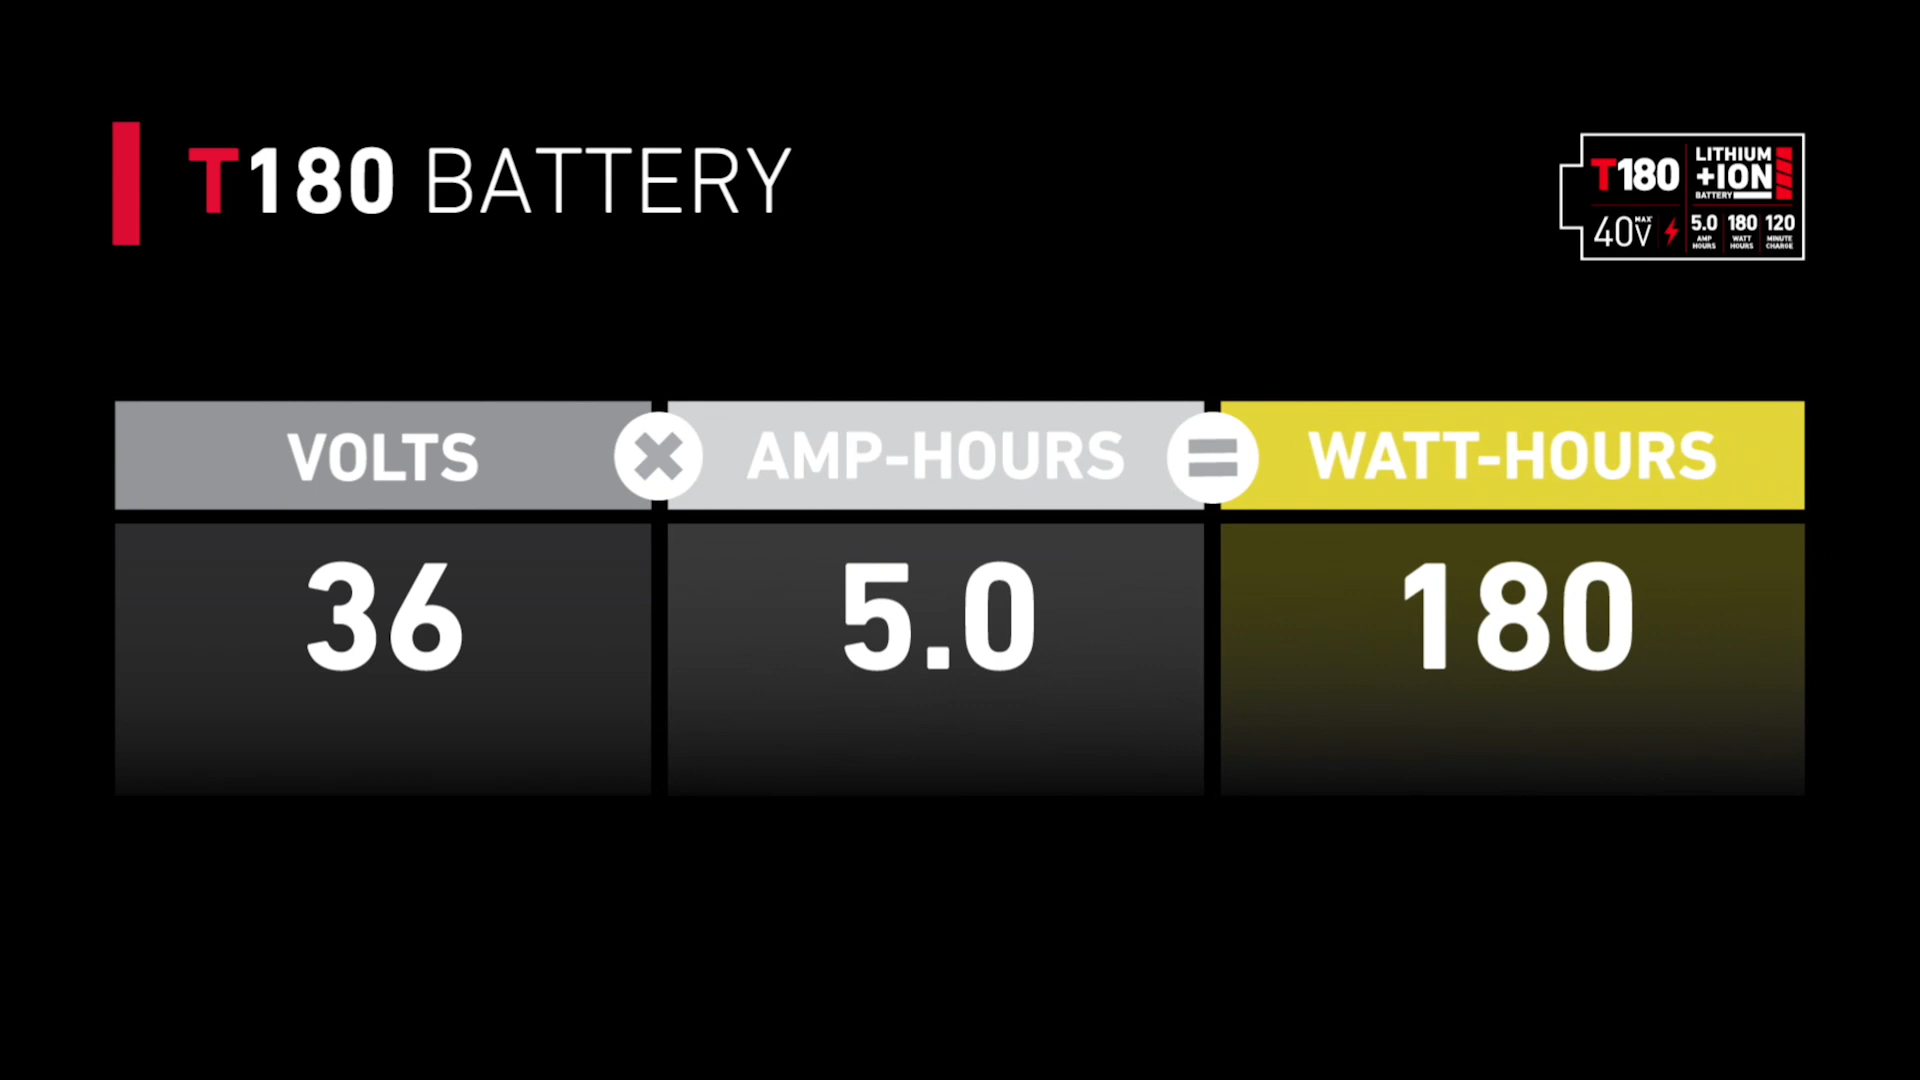 T180 BATTERY
T180
LITHIUM
+ION
BATTERY
40V MAX*
5.0 180 120
AMP HOURS WATT HOURS MINUTE CHARGE
VOLTS × AMP-HOURS = WATT-HOURS
36 5.0 180